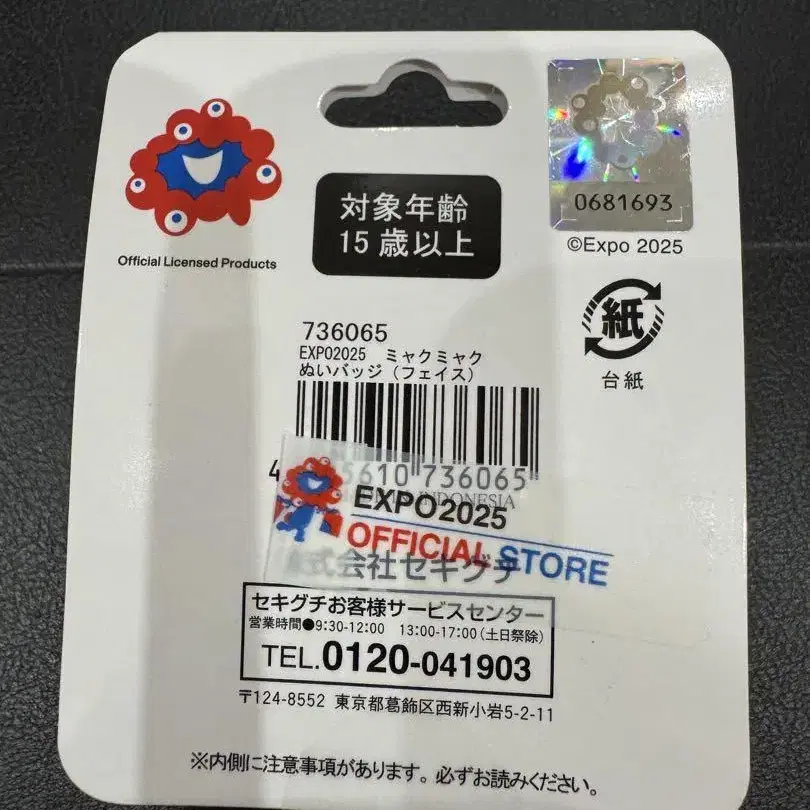 Official Licensed Products
対象年齢
15歳以上
0681693
©Expo 2025
736065
EXPO2025 ミャクミャク
ぬいバッジ(フェイス)
紙
台紙
5610 736065
INDONESIA
EXPO2025
OFFICIAL STORE
式会社セキグチ
セキグチお客様サービスセンター
営業時間●9:30-12:00 13:00-17:00(土日祭除)
TEL.0120-041903
〒124-8552 東京都葛飾区西新小岩5-2-11
※内側に注意事項があります。必ずお読みください。